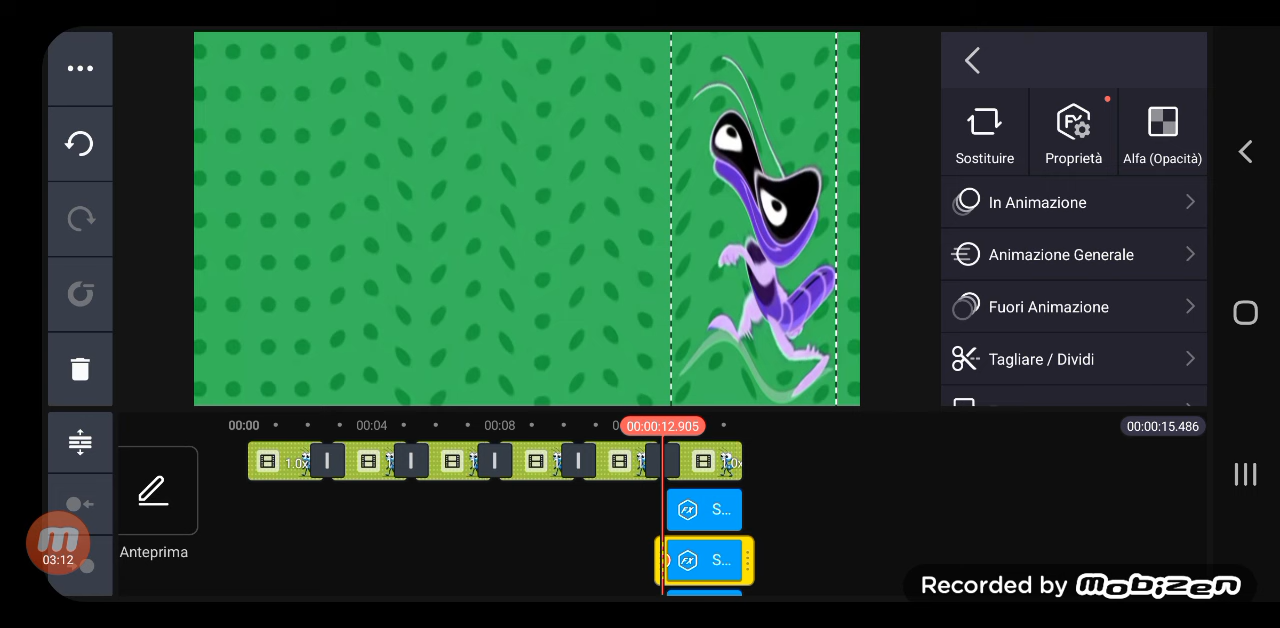 Sostituire
Proprietà
Alfa (Opacità)
In Animazione
Animazione Generale
Fuori Animazione
Tagliare / Dividi
00:00
00:04
00:08
00:00:12.905
00:00:15.486
1.0x
1.0x
S...
S...
Anteprima
03:12
Recorded by mobizen